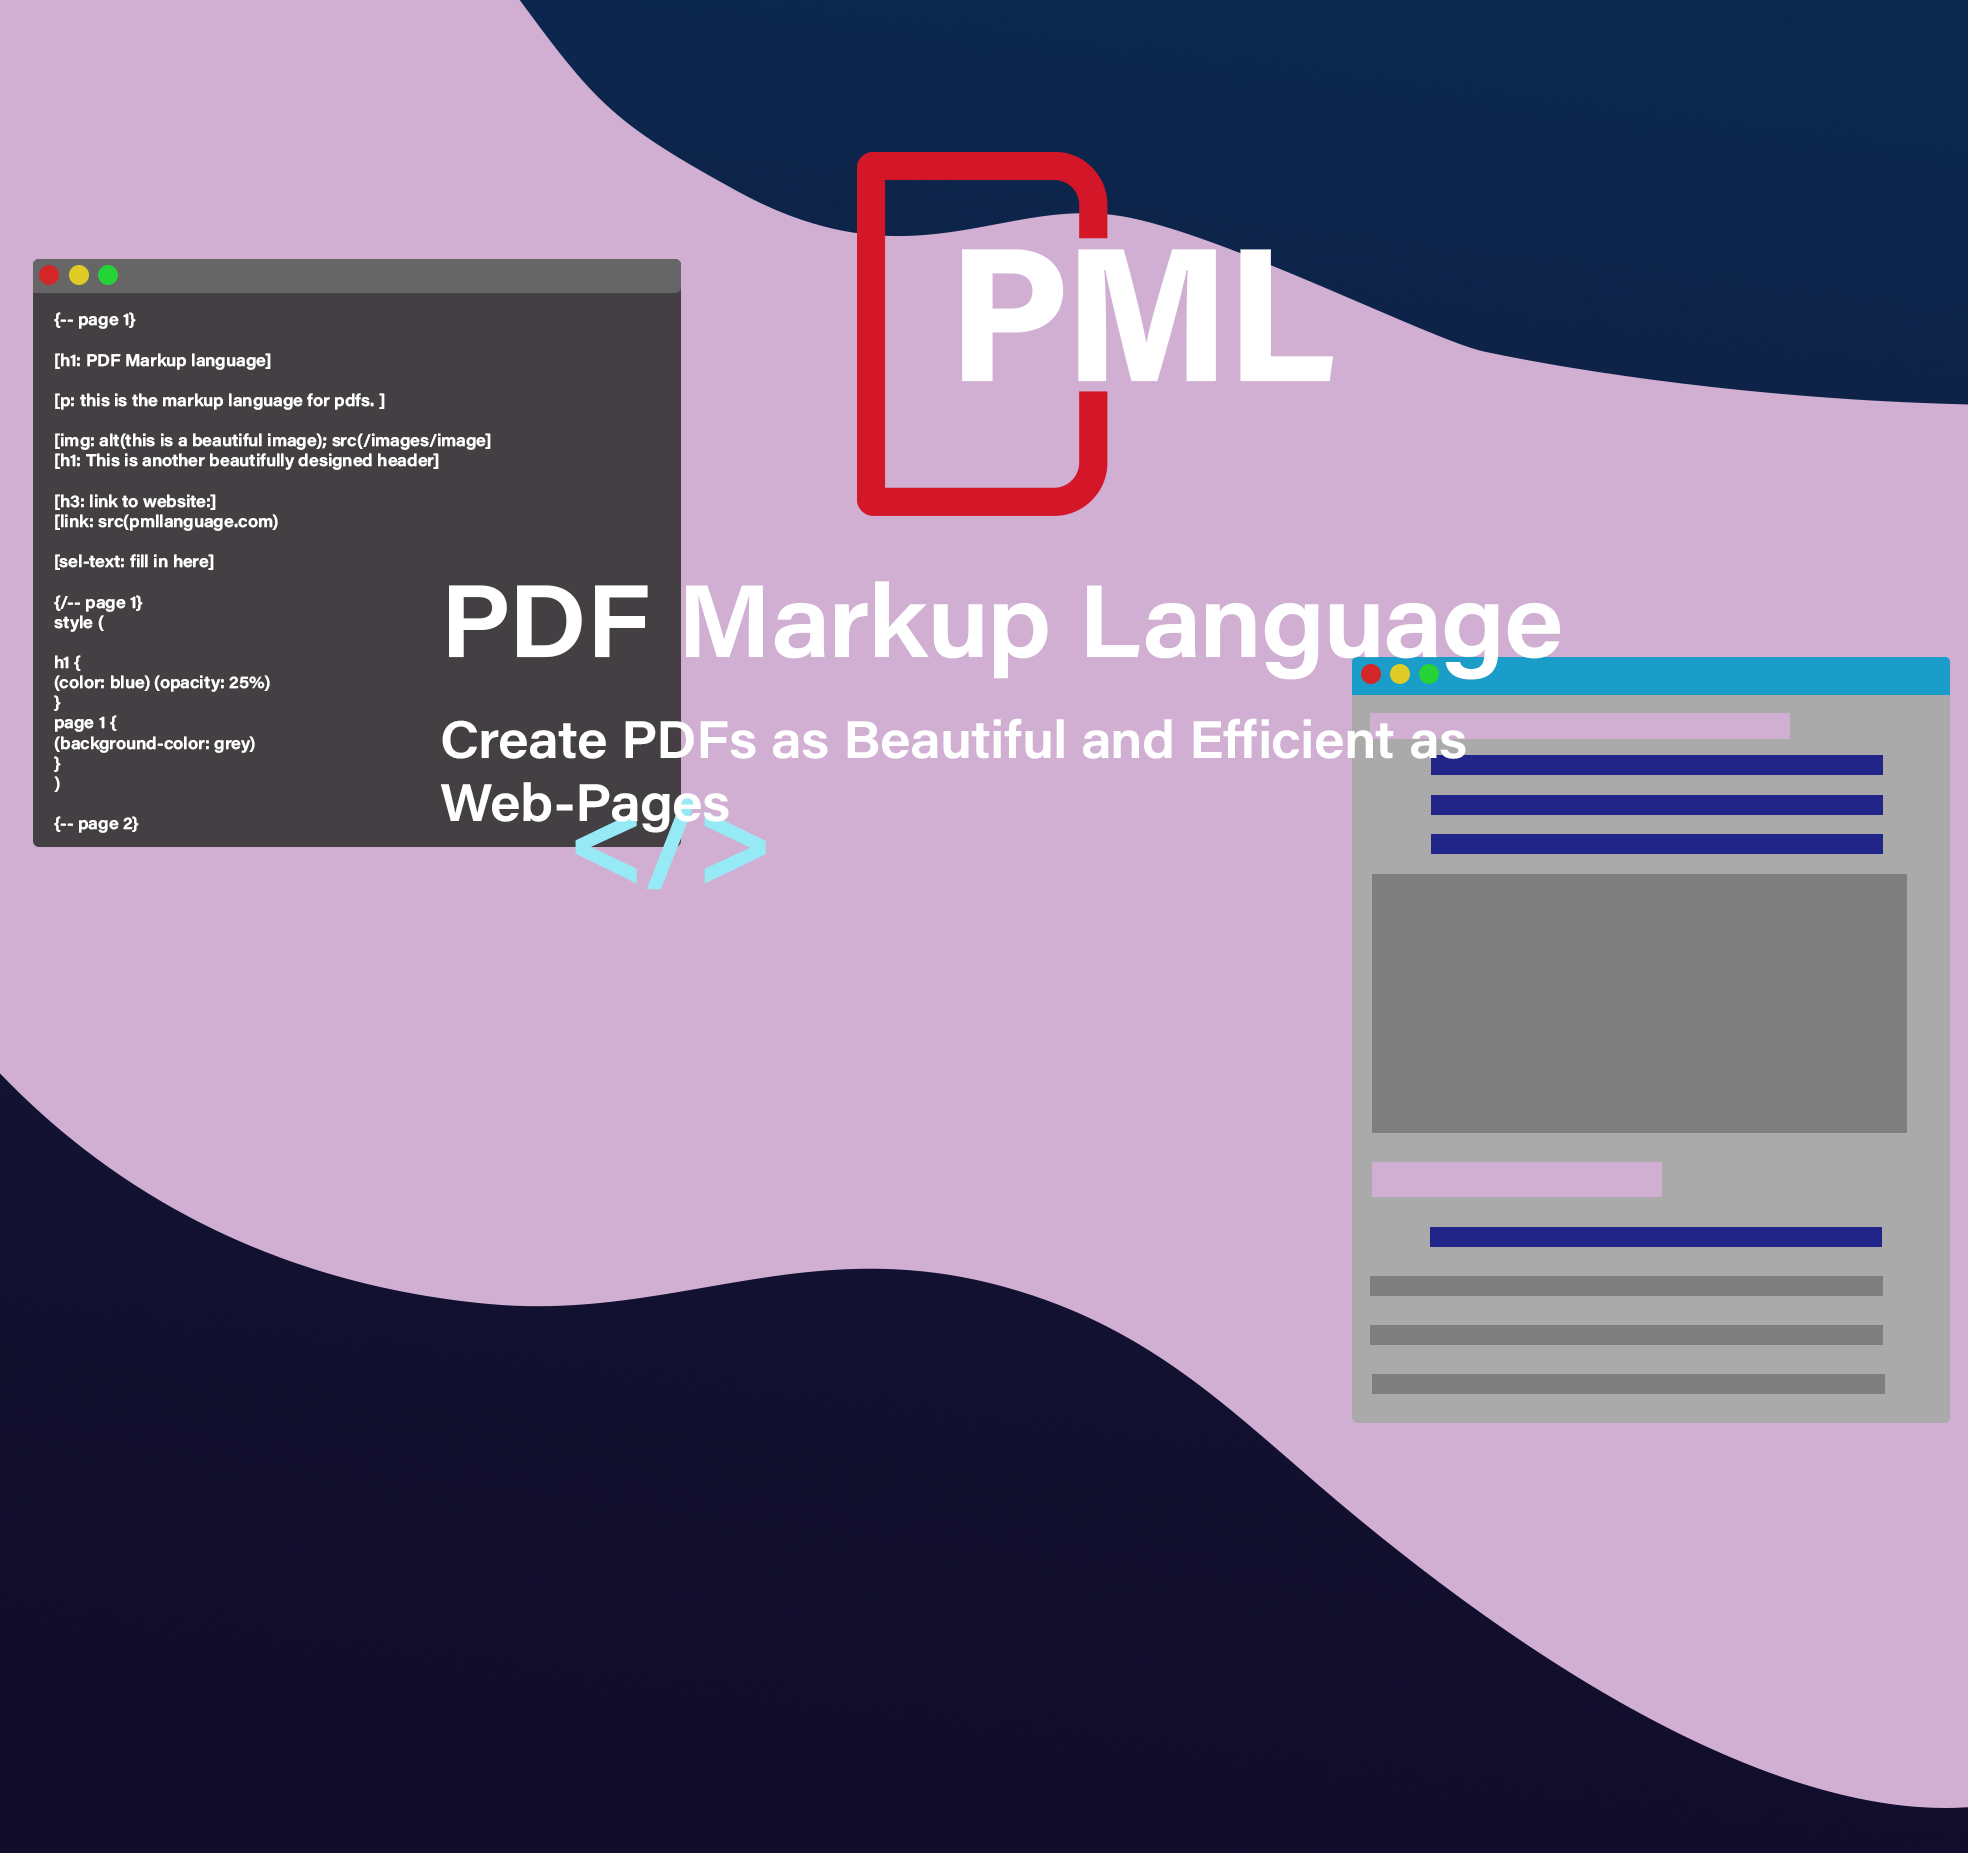 PML
{-- page 1}
[h1: PDF Markup language]
[p: this is the markup language for pdfs. ]
[img: alt(this is a beautiful image); src(/images/image]
[h1: This is another beautifully designed header]
[h3: link to website:]
[link: src(pmllanguage.com)
[sel-text: fill in here]
{/-- page 1}
style (
h1 {
(color: blue) (opacity: 25%)
}
page 1 {
(background-color: grey)
}
)
{-- page 2}
PDF Markup Language
Create PDFs as Beautiful and Efficient as
Web-Pages
</>